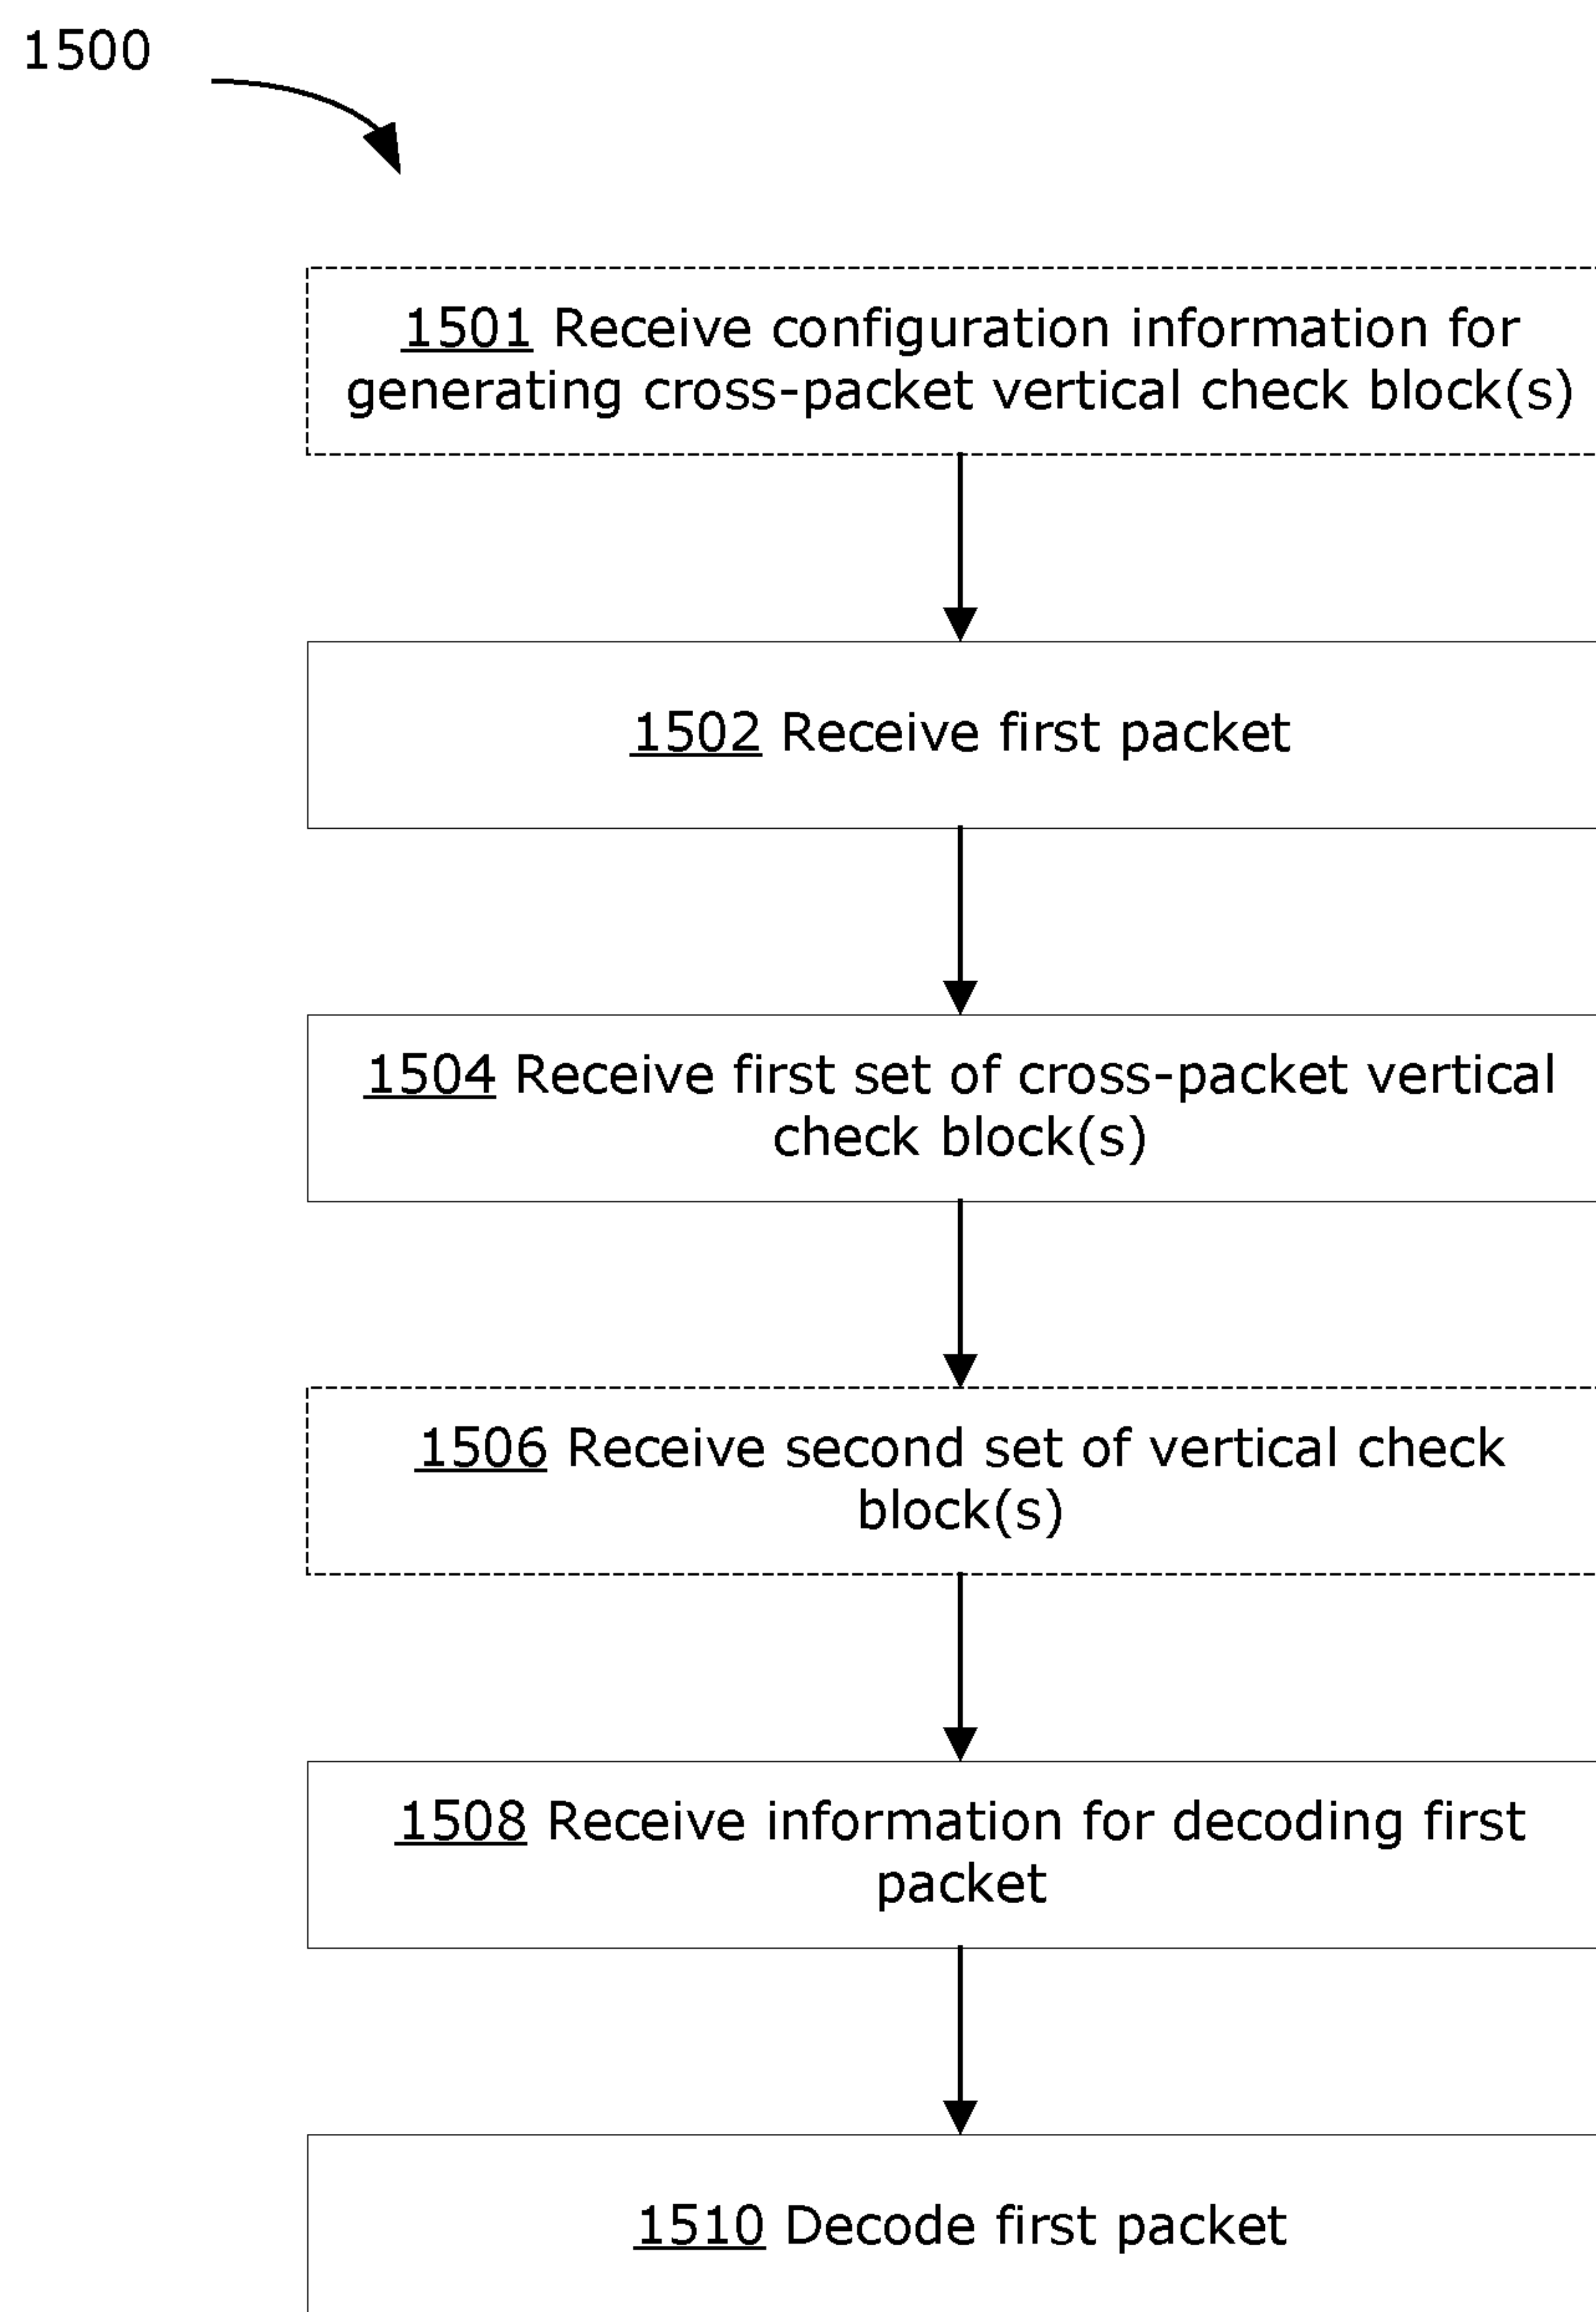 1500
1501 Receive configuration information for
generating cross-packet vertical check block(s)
1502 Receive first packet
1504 Receive first set of cross-packet vertical
check block(s)
1506 Receive second set of vertical check
block(s)
1508 Receive information for decoding first
packet
1510 Decode first packet